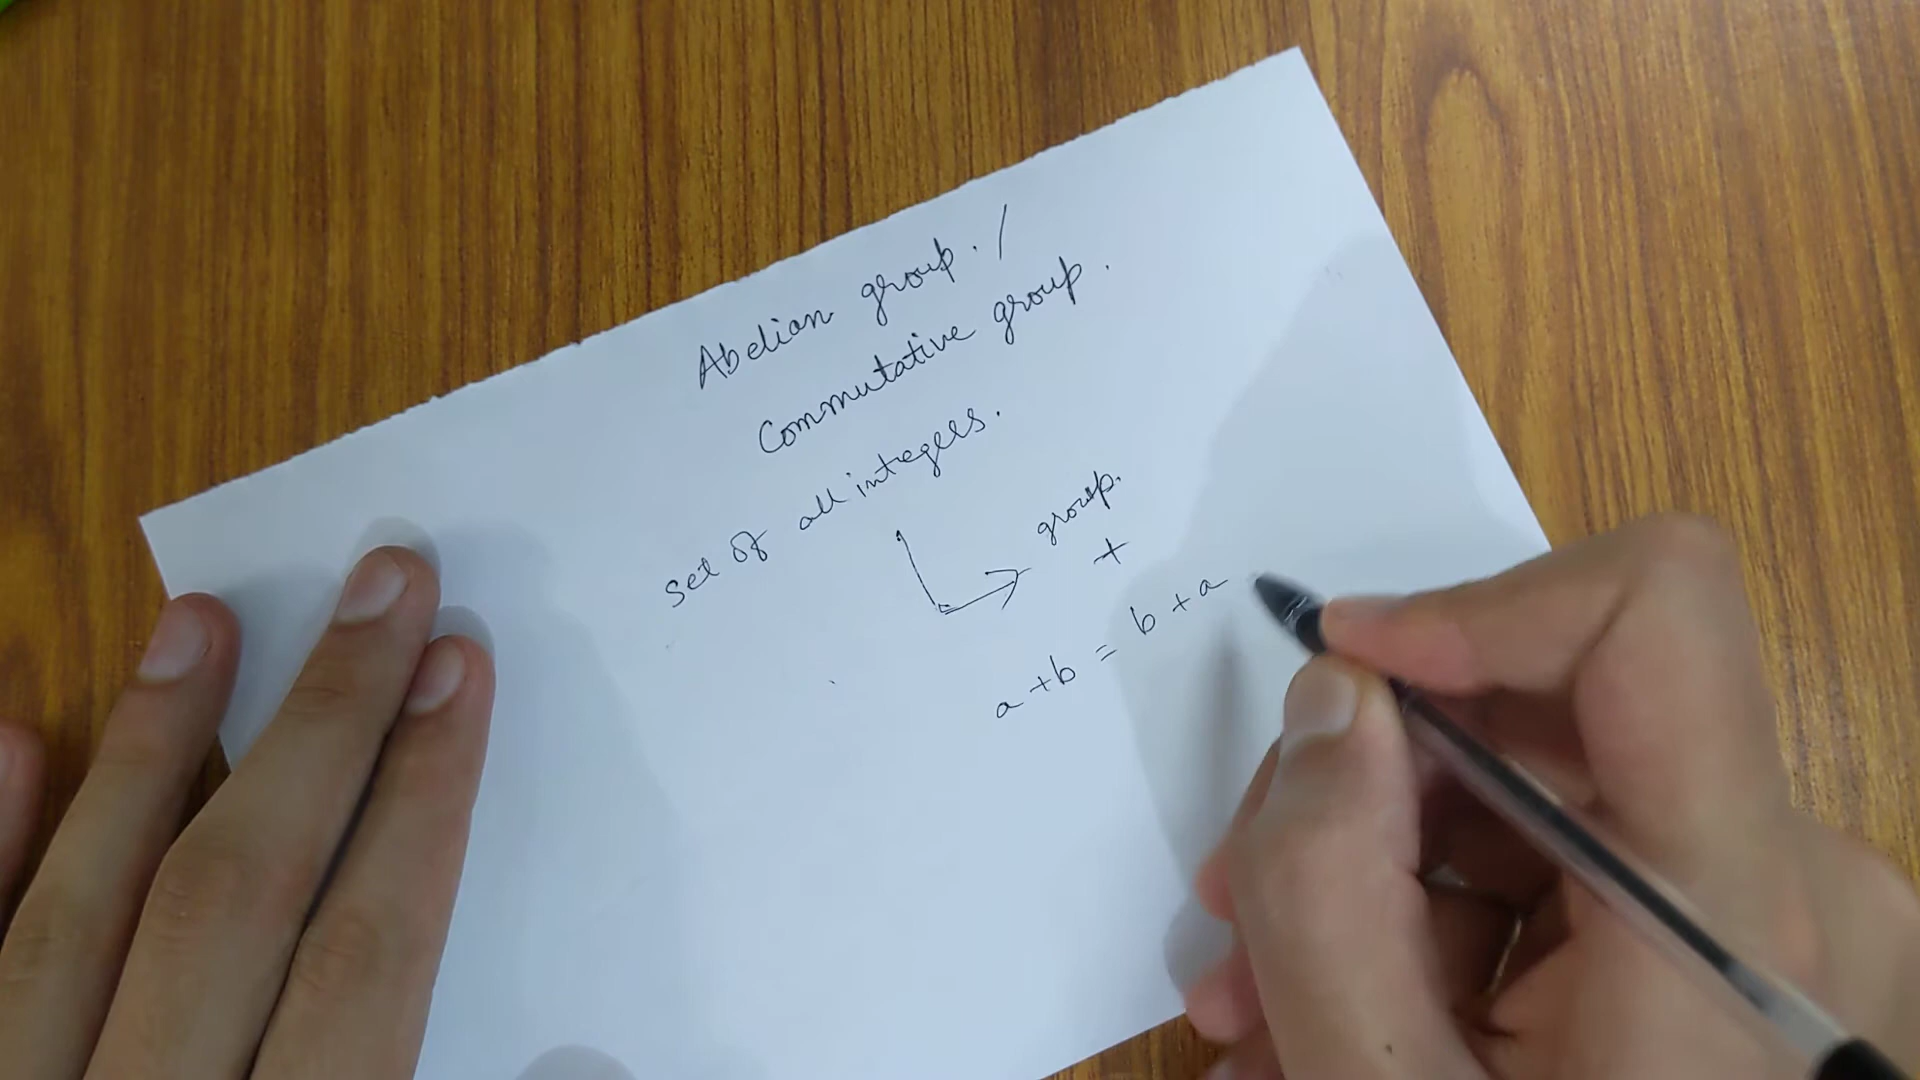 Abelian group. /
Commutative group.
Set of all integers.
group.
+
a + b = b + a